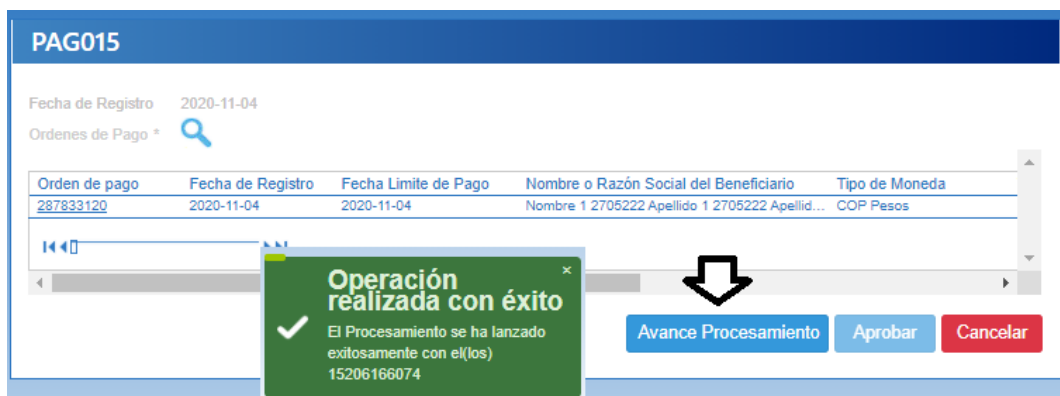 PAG015
Fecha de Registro 2020-11-04
Ordenes de Pago *
Orden de pago Fecha de Registro Fecha Limite de Pago Nombre o Razón Social del Beneficiario Tipo de Moneda
287833120 2020-11-04 2020-11-04 Nombre 1 2705222 Apellido 1 2705222 Apellid... COP Pesos
Operación
realizada con éxito
×
El Procesamiento se ha lanzado
exitosamente con el(los)
15206166074
Avance Procesamiento Aprobar Cancelar